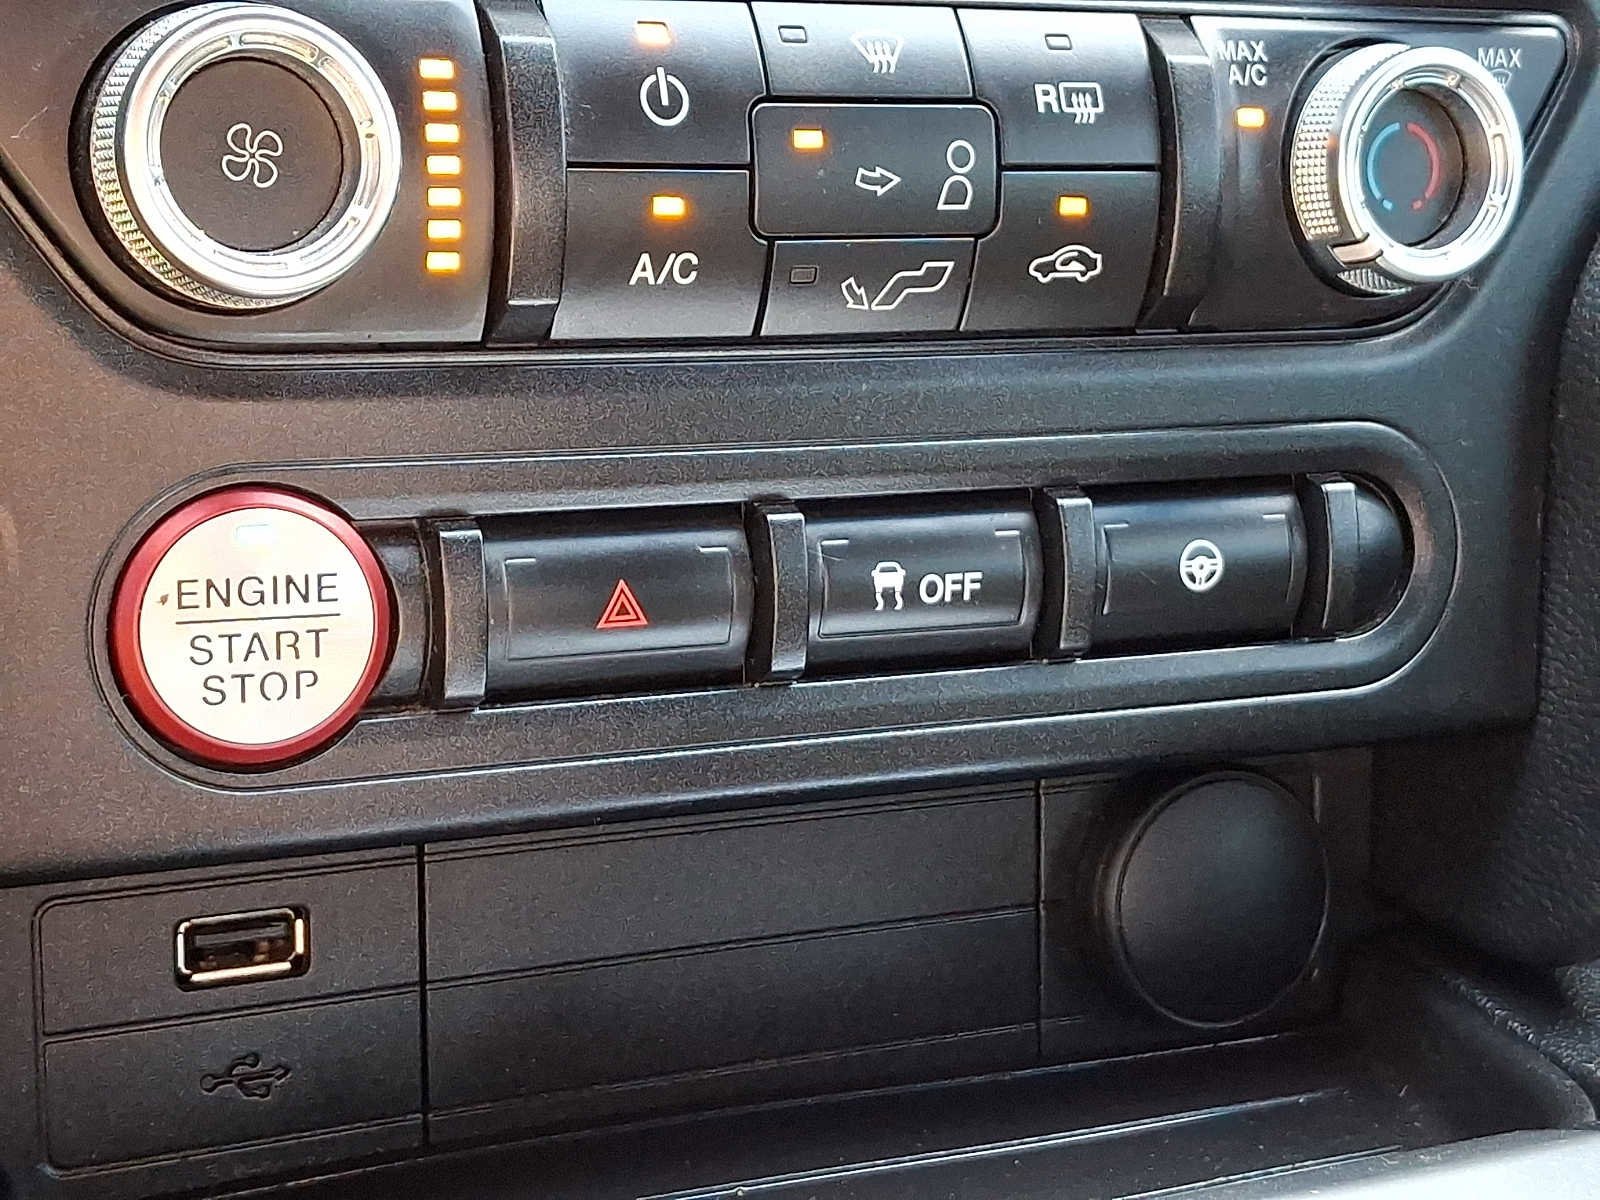 MAX
A/C
MAX
R
A/C
ENGINE
START
STOP
OFF